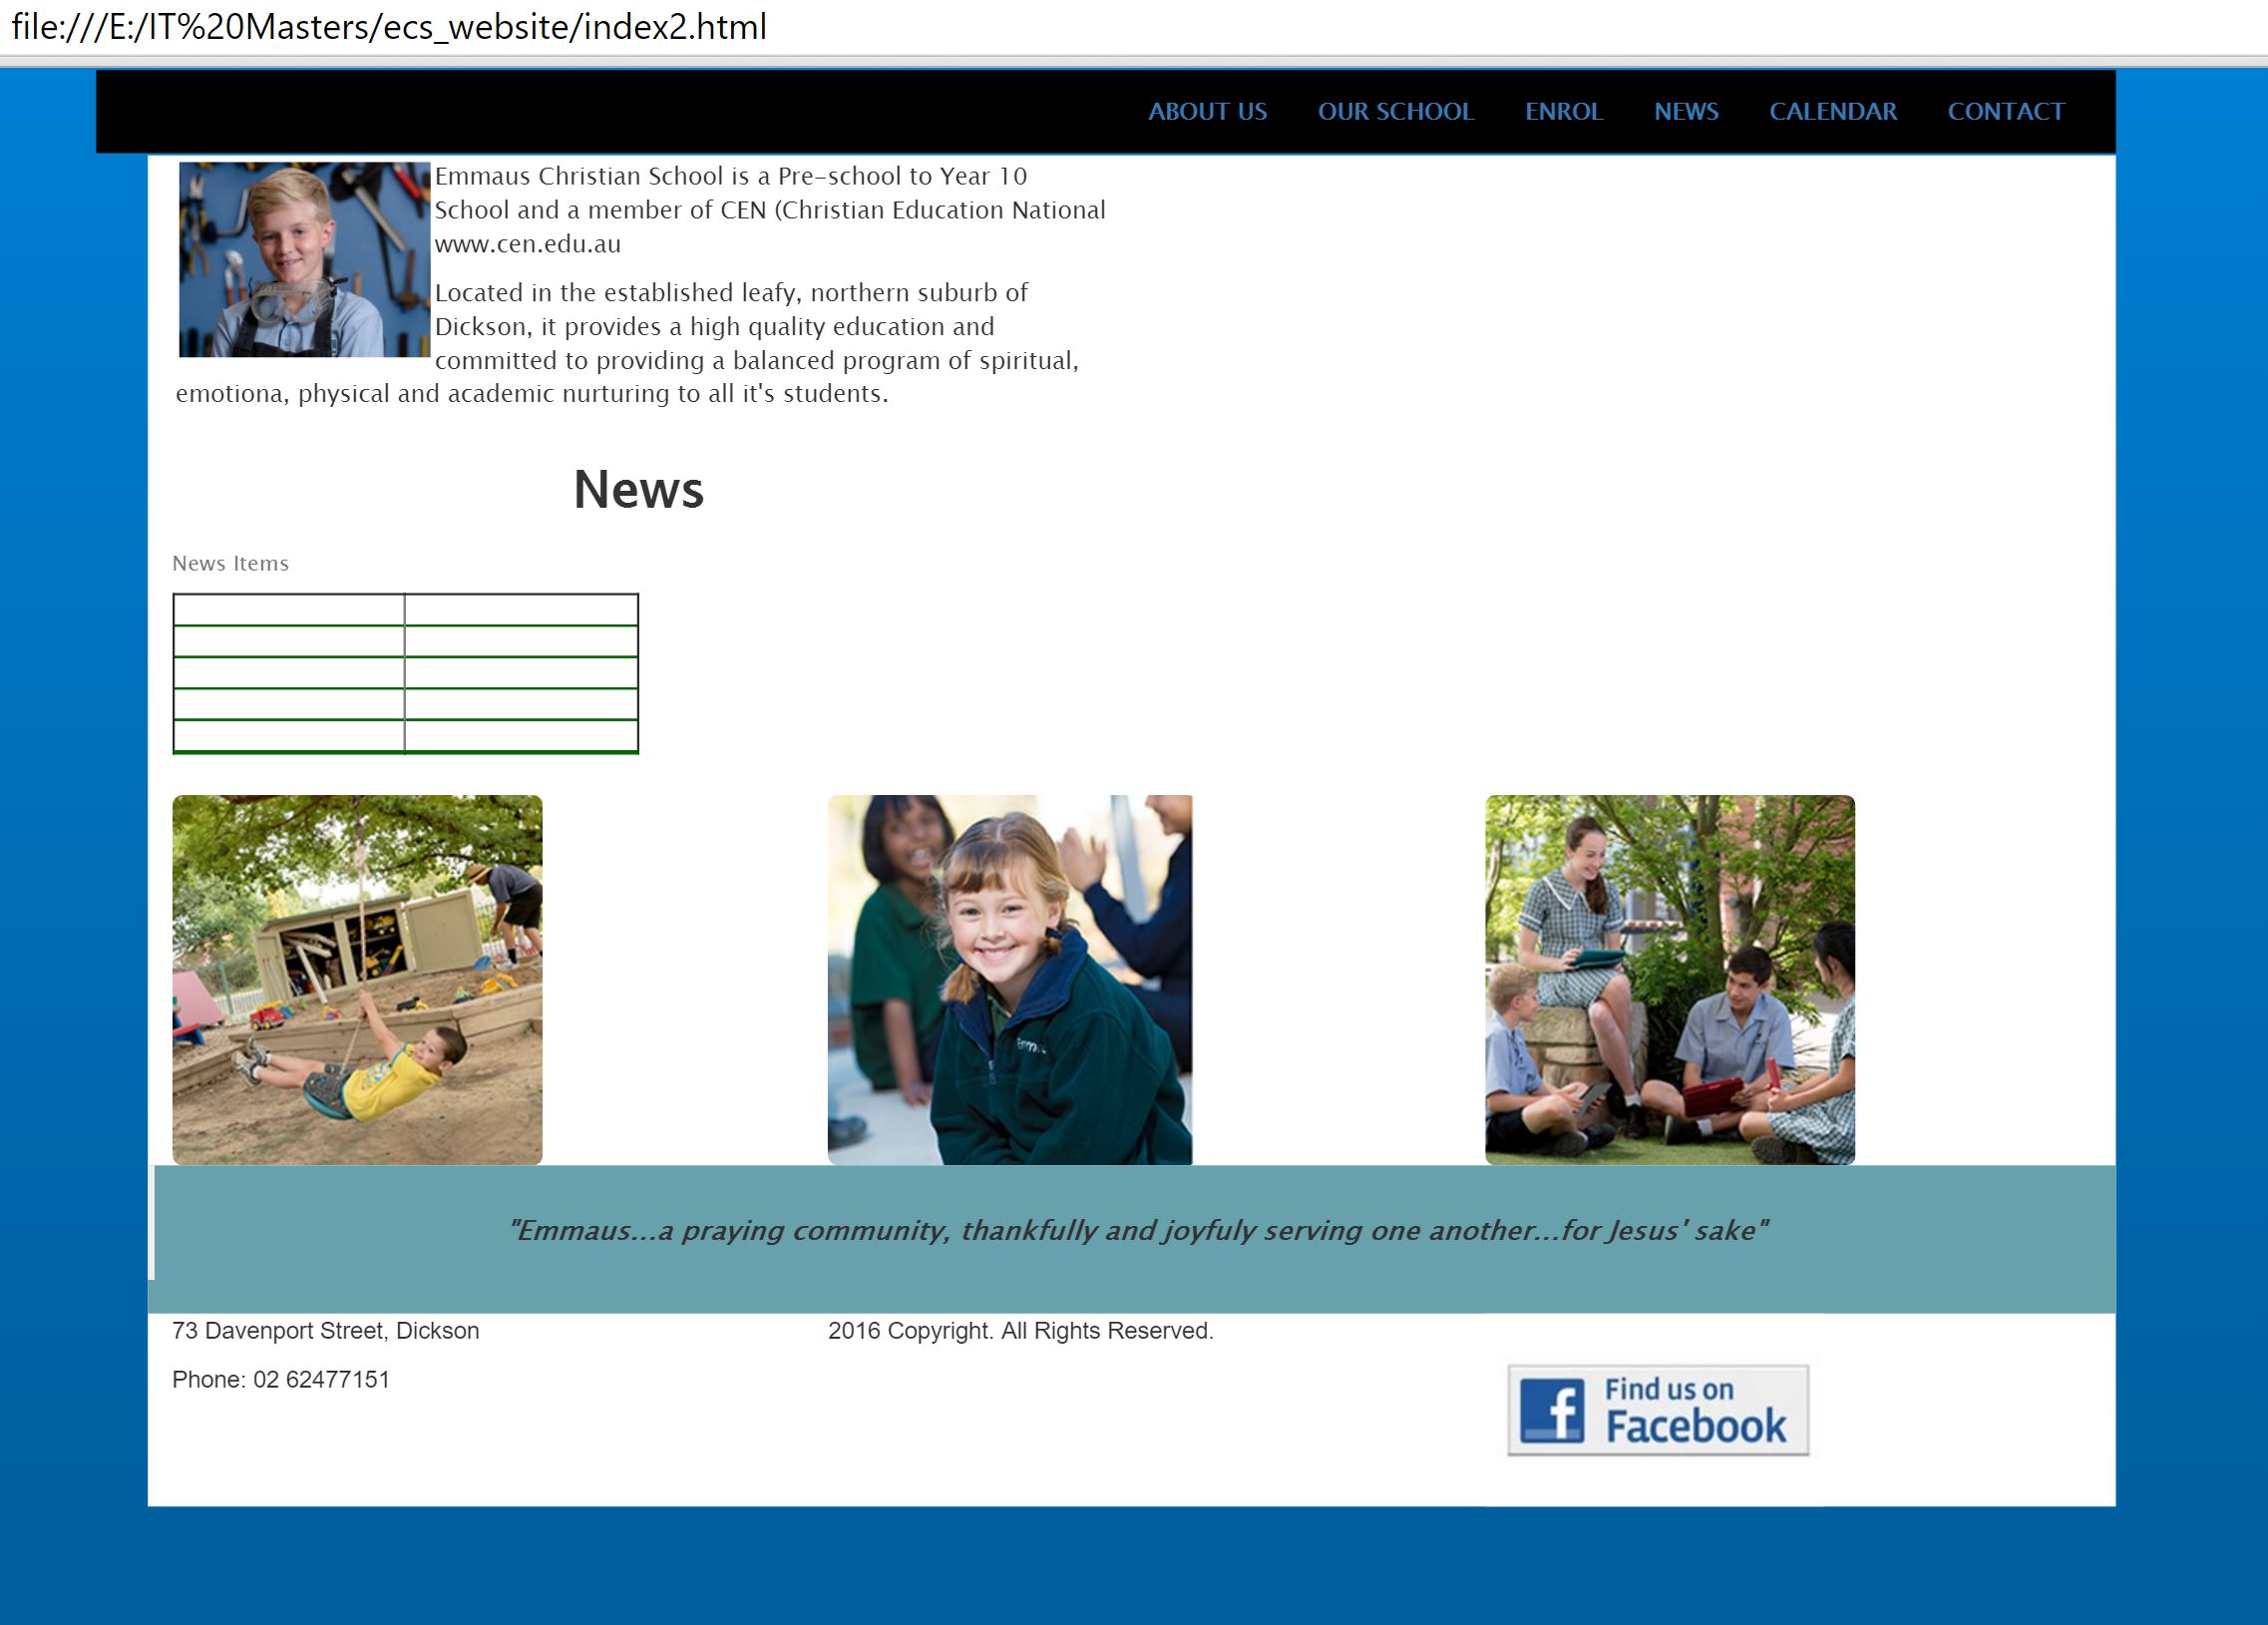 file:///E:/IT%20Masters/ecs_website/index2.html
ABOUT US OUR SCHOOL ENROL NEWS CALENDAR CONTACT
Emmaus Christian School is a Pre-school to Year 10
School and a member of CEN (Christian Education National
www.cen.edu.au
Located in the established leafy, northern suburb of
Dickson, it provides a high quality education and
committed to providing a balanced program of spiritual,
emotiona, physical and academic nurturing to all it's students.
News
News Items
"Emmaus...a praying community, thankfully and joyfuly serving one another...for Jesus' sake"
73 Davenport Street, Dickson
Phone: 02 62477151
2016 Copyright. All Rights Reserved.
Find us on
Facebook